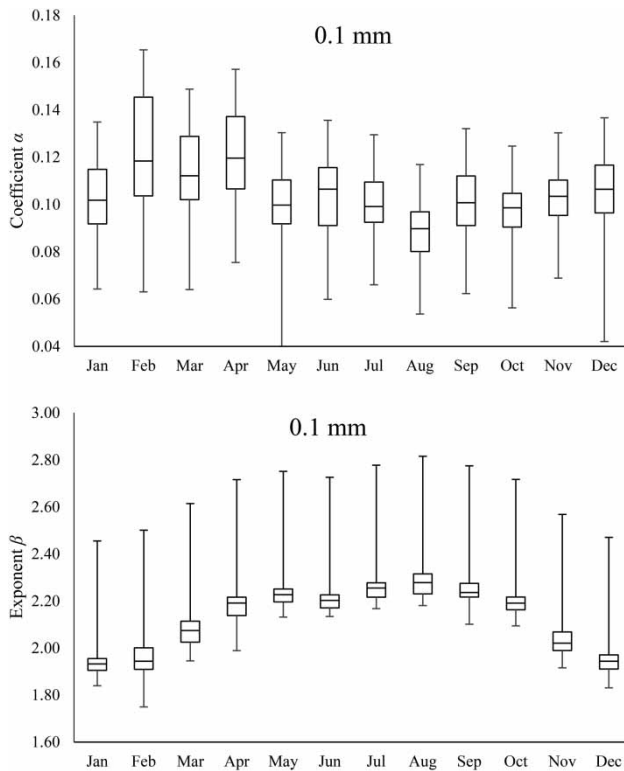 0.18
0.1 mm
0.16
0.14
0.12
0.10
0.08
0.06
0.04
Coefficient α
Jan Feb Mar Apr May Jun Jul Aug Sep Oct Nov Dec
3.00
0.1 mm
2.80
2.60
2.40
2.20
2.00
1.80
1.60
Exponent β
Jan Feb Mar Apr May Jun Jul Aug Sep Oct Nov Dec